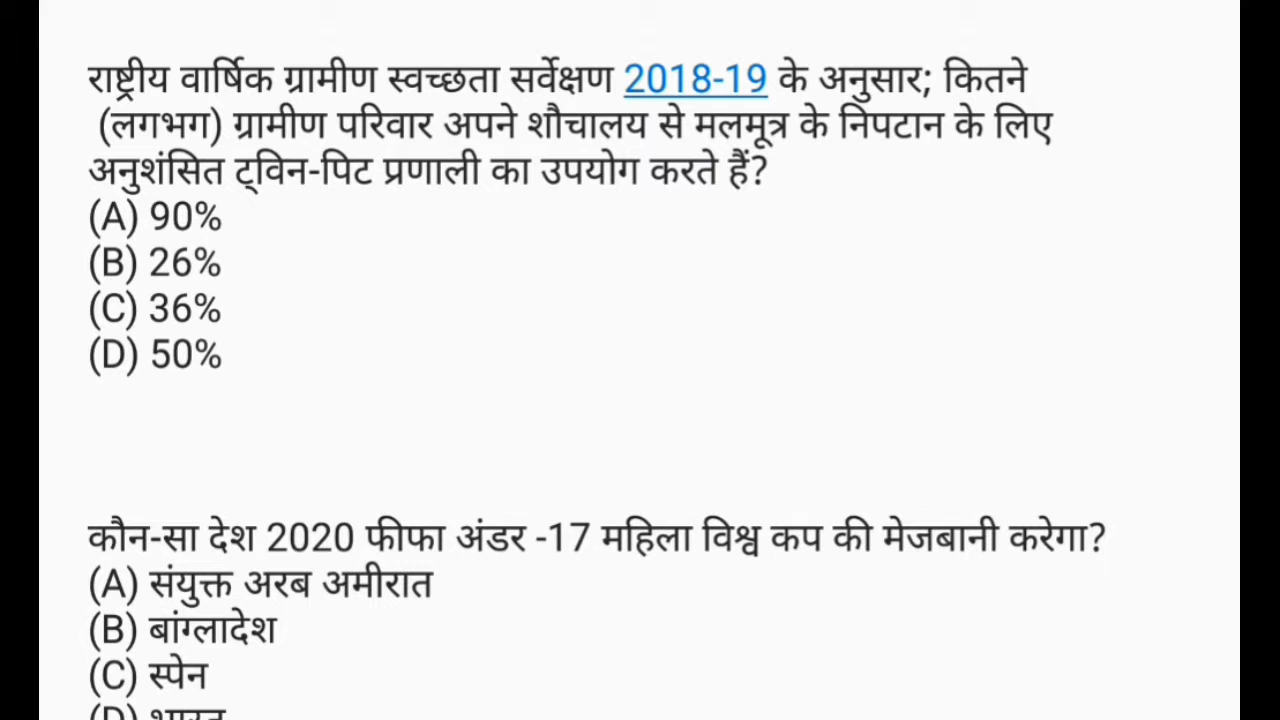 राष्ट्रीय वार्षिक ग्रामीण स्वच्छता सर्वेक्षण 2018-19 के अनुसार; कितने
(लगभग) ग्रामीण परिवार अपने शौचालय से मलमूत्र के निपटान के लिए
अनुशंसित ट्विन-पिट प्रणाली का उपयोग करते हैं?
(A) 90%
(B) 26%
(C) 36%
(D) 50%
कौन-सा देश 2020 फीफा अंडर -17 महिला विश्व कप की मेजबानी करेगा?
(A) संयुक्त अरब अमीरात
(B) बांग्लादेश
(C) स्पेन
(D) भारत